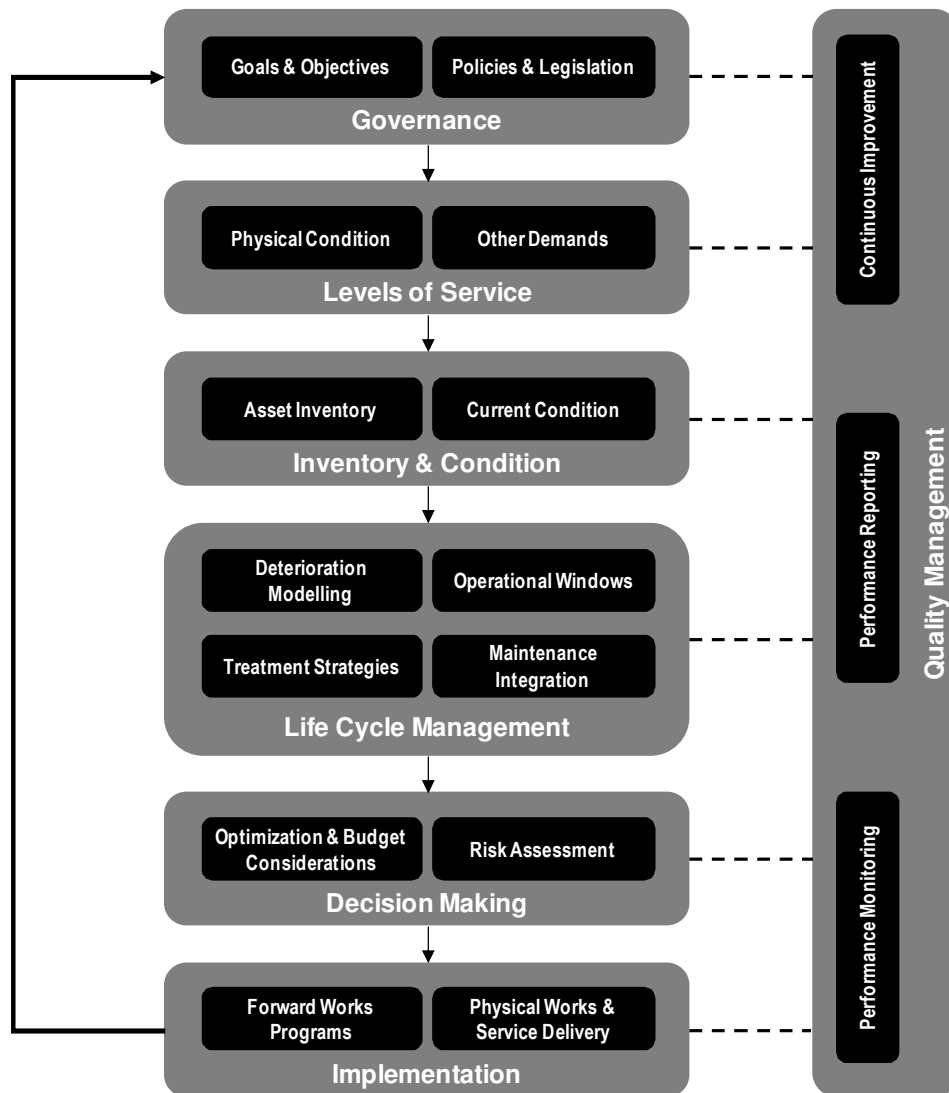 Goals & Objectives
Policies & Legislation
Governance
Physical Condition
Other Demands
Levels of Service
Asset Inventory
Current Condition
Inventory & Condition
Deterioration
Modelling
Operational Windows
Treatment Strategies
Maintenance
Integration
Life Cycle Management
Optimization & Budget
Considerations
Risk Assessment
Decision Making
Forward Works
Programs
Physical Works &
Service Delivery
Implementation
Continuous Improvement
Performance Reporting
Performance Monitoring
Quality Management